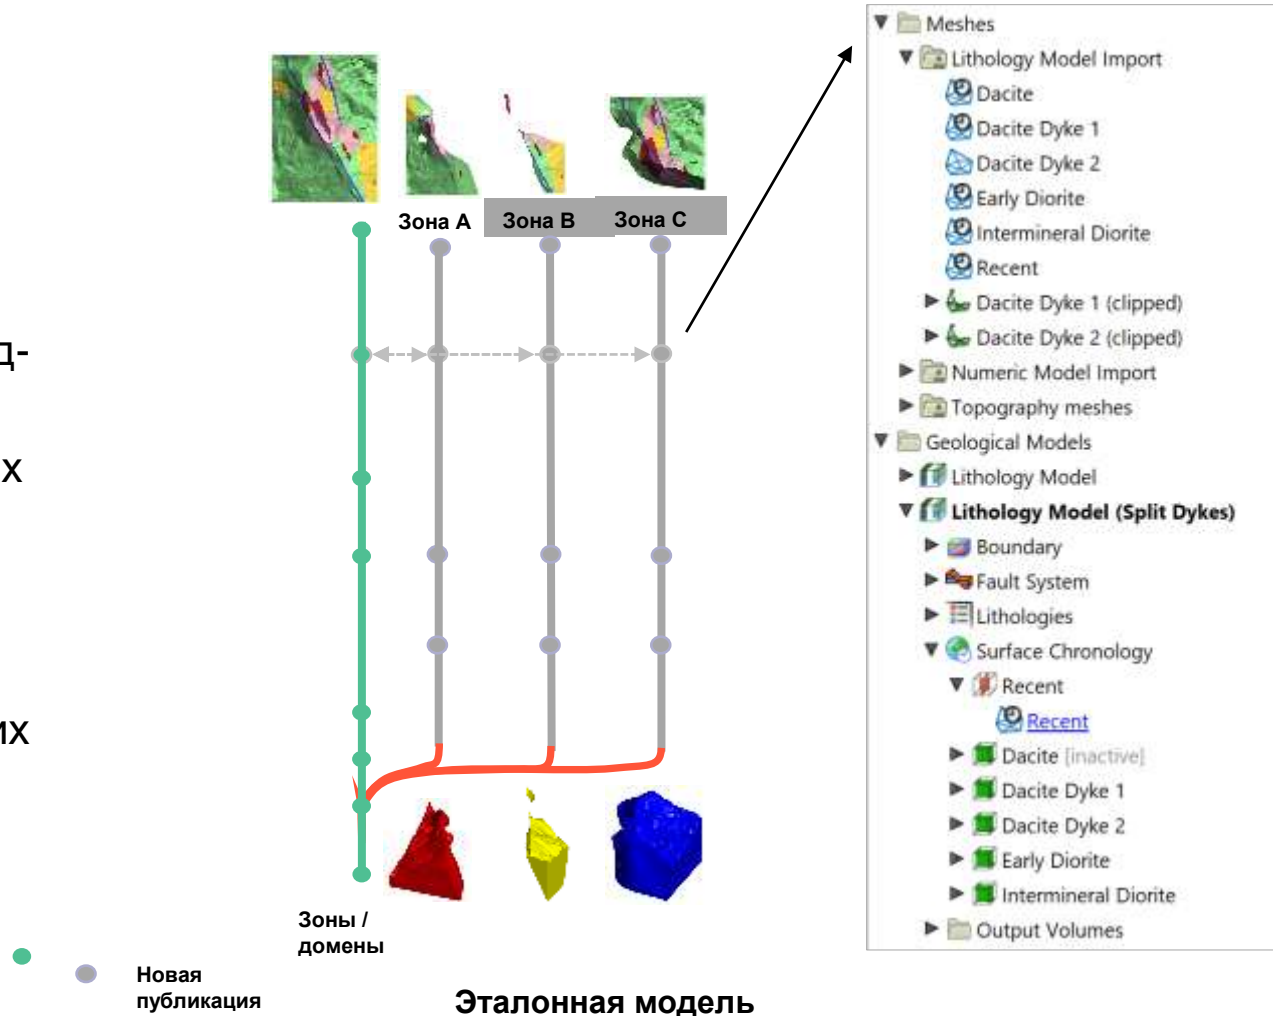 д-
х
их
Зона A
Зона B
Зона C
Зоны /
домены
Новая
публикация
Эталонная модель
Meshes
Lithology Model Import
Dacite
Dacite Dyke 1
Dacite Dyke 2
Early Diorite
Intermineral Diorite
Recent
Dacite Dyke 1 (clipped)
Dacite Dyke 2 (clipped)
Numeric Model Import
Topography meshes
Geological Models
Lithology Model
Lithology Model (Split Dykes)
Boundary
Fault System
Lithologies
Surface Chronology
Recent
Recent
Dacite [inactive]
Dacite Dyke 1
Dacite Dyke 2
Early Diorite
Intermineral Diorite
Output Volumes